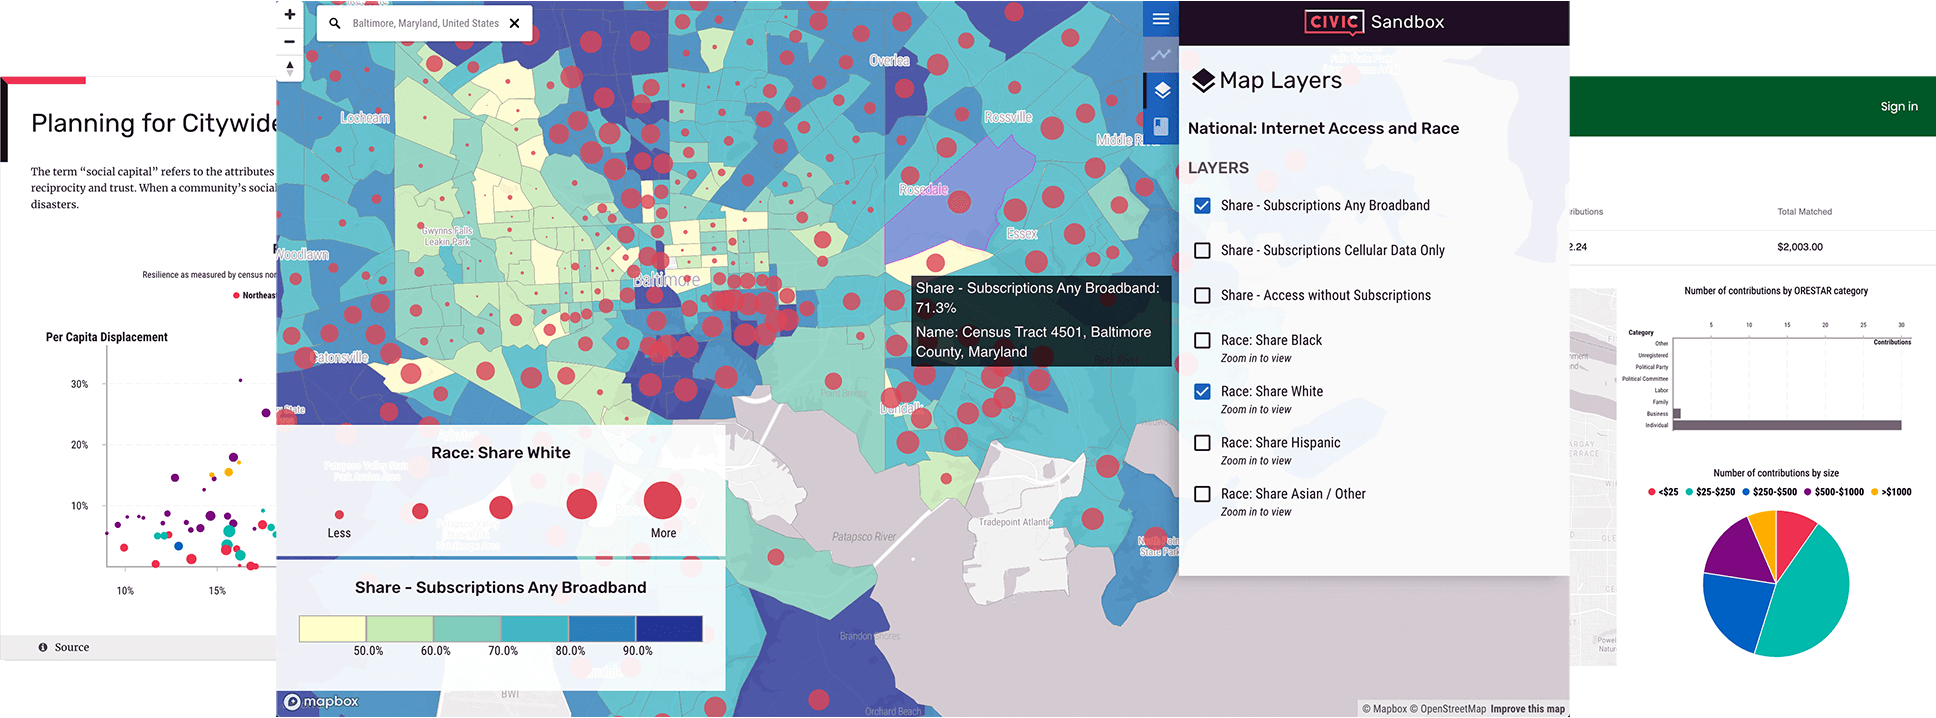 Planning for Citywide
The term “social capital” refers to the attributes
reciprocity and trust. When a community’s social
disasters.
Resilience as measured by census
Northeas
Per Capita Displacement
30%
20%
10%
10%
15%
Source
Baltimore, Maryland, United States
Overlea
Lochearn
Rossville
Middle
Rosedale
Gwynns Falls
Leakin Park
Essex
Woodlawn
Baltimore
Catonsville
Dundalk
Share - Subscriptions Any Broadband:
71.3%
Name: Census Tract 4501, Baltimore
County, Maryland
Race: Share White
Less
More
Share - Subscriptions Any Broadband
50.0%
60.0%
70.0%
80.0%
90.0%
Tradepoint Atlantic
Patapsco River
State Park
Brandon Shores
Orchard Beach
BWI
mapbox
© Mapbox © OpenStreetMap Improve this map
CIVIC Sandbox
Map Layers
National: Internet Access and Race
LAYERS
Share - Subscriptions Any Broadband
Share - Subscriptions Cellular Data Only
Share - Access without Subscriptions
Race: Share Black
Zoom in to view
Race: Share White
Zoom in to view
Race: Share Hispanic
Zoom in to view
Race: Share Asian / Other
Zoom in to view
Sign in
ributions
Total Matched
2.24
$2,003.00
Number of contributions by ORESTAR category
Category
5
10
15
20
25
30
Contributions
Other
Unregistered
Political Party
Political Committee
Labor
Family
Business
Individual
Number of contributions by size
<$25
$25-$250
$250-$500
$500-$1000
>$1000